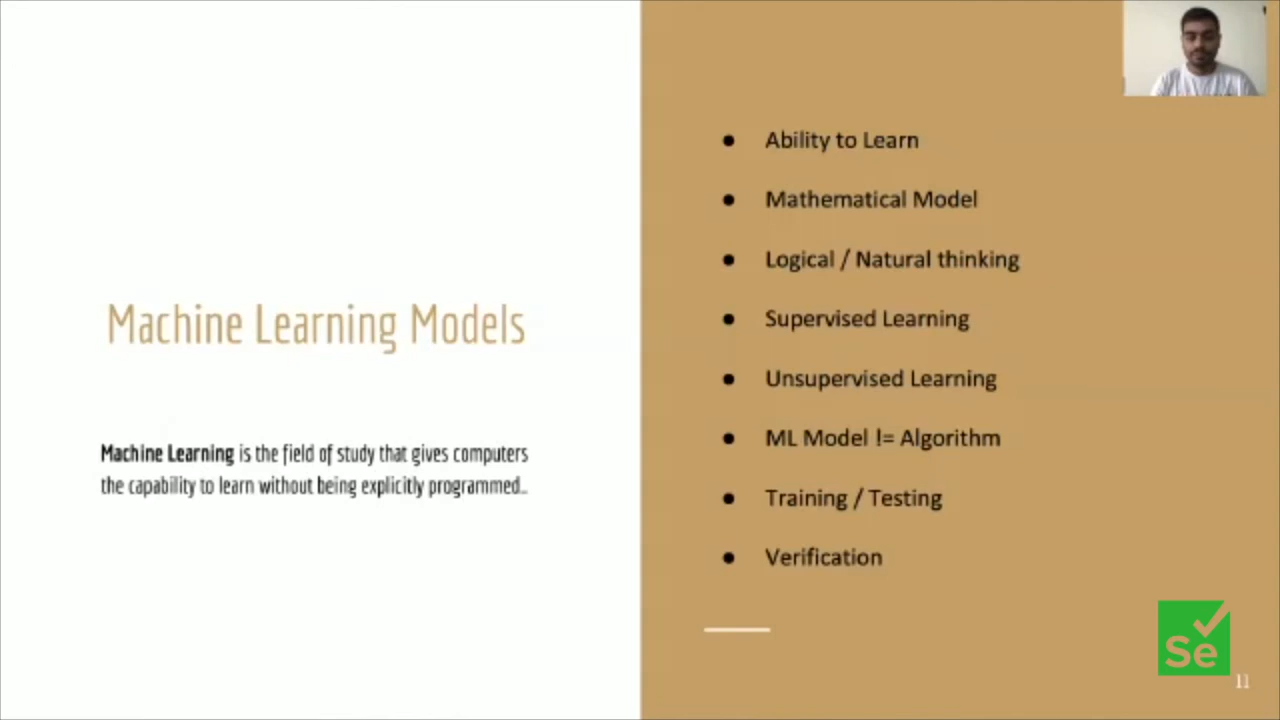 Machine Learning Models
Machine Learning is the field of study that gives computers
the capability to learn without being explicitly programmed..
● Ability to Learn
● Mathematical Model
● Logical / Natural thinking
● Supervised Learning
● Unsupervised Learning
● ML Model != Algorithm
● Training / Testing
● Verification
Se
11